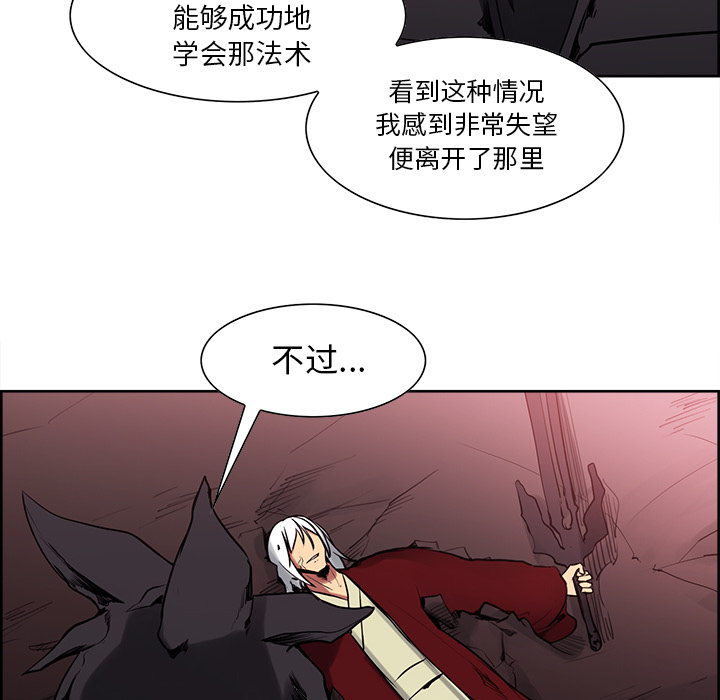 能够成功地
学会那法术
看到这种情况
我感到非常失望
便离开了那里
不过...